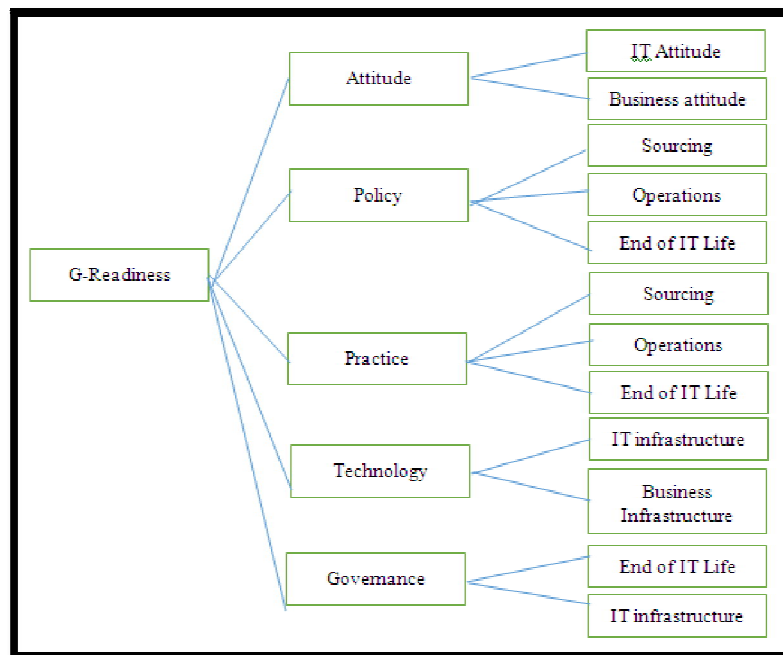 G-Readiness
Attitude
IT Attitude
Business attitude
Policy
Sourcing
Operations
End of IT Life
Practice
Sourcing
Operations
End of IT Life
Technology
IT infrastructure
Business
Infrastructure
Governance
End of IT Life
IT infrastructure